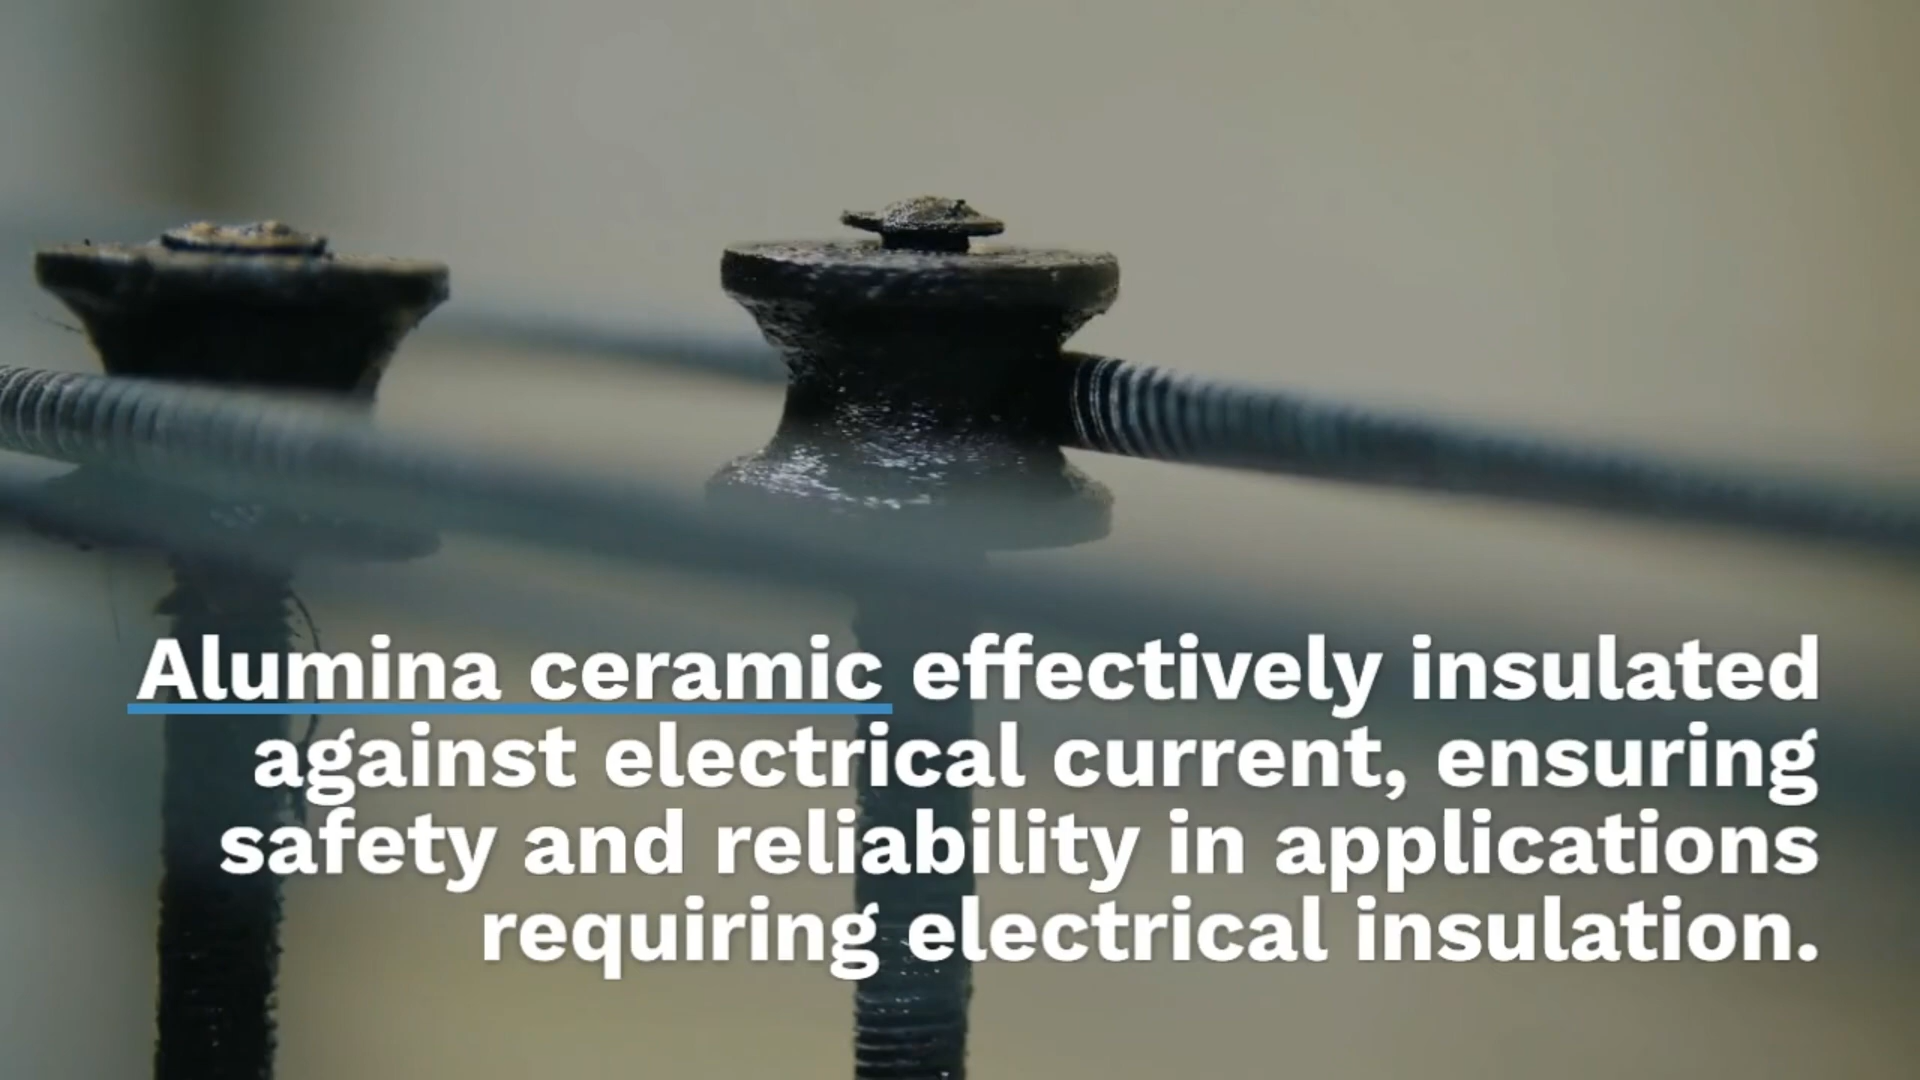 Alumina ceramic effectively insulated
against electrical current, ensuring
safety and reliability in applications
requiring electrical insulation.